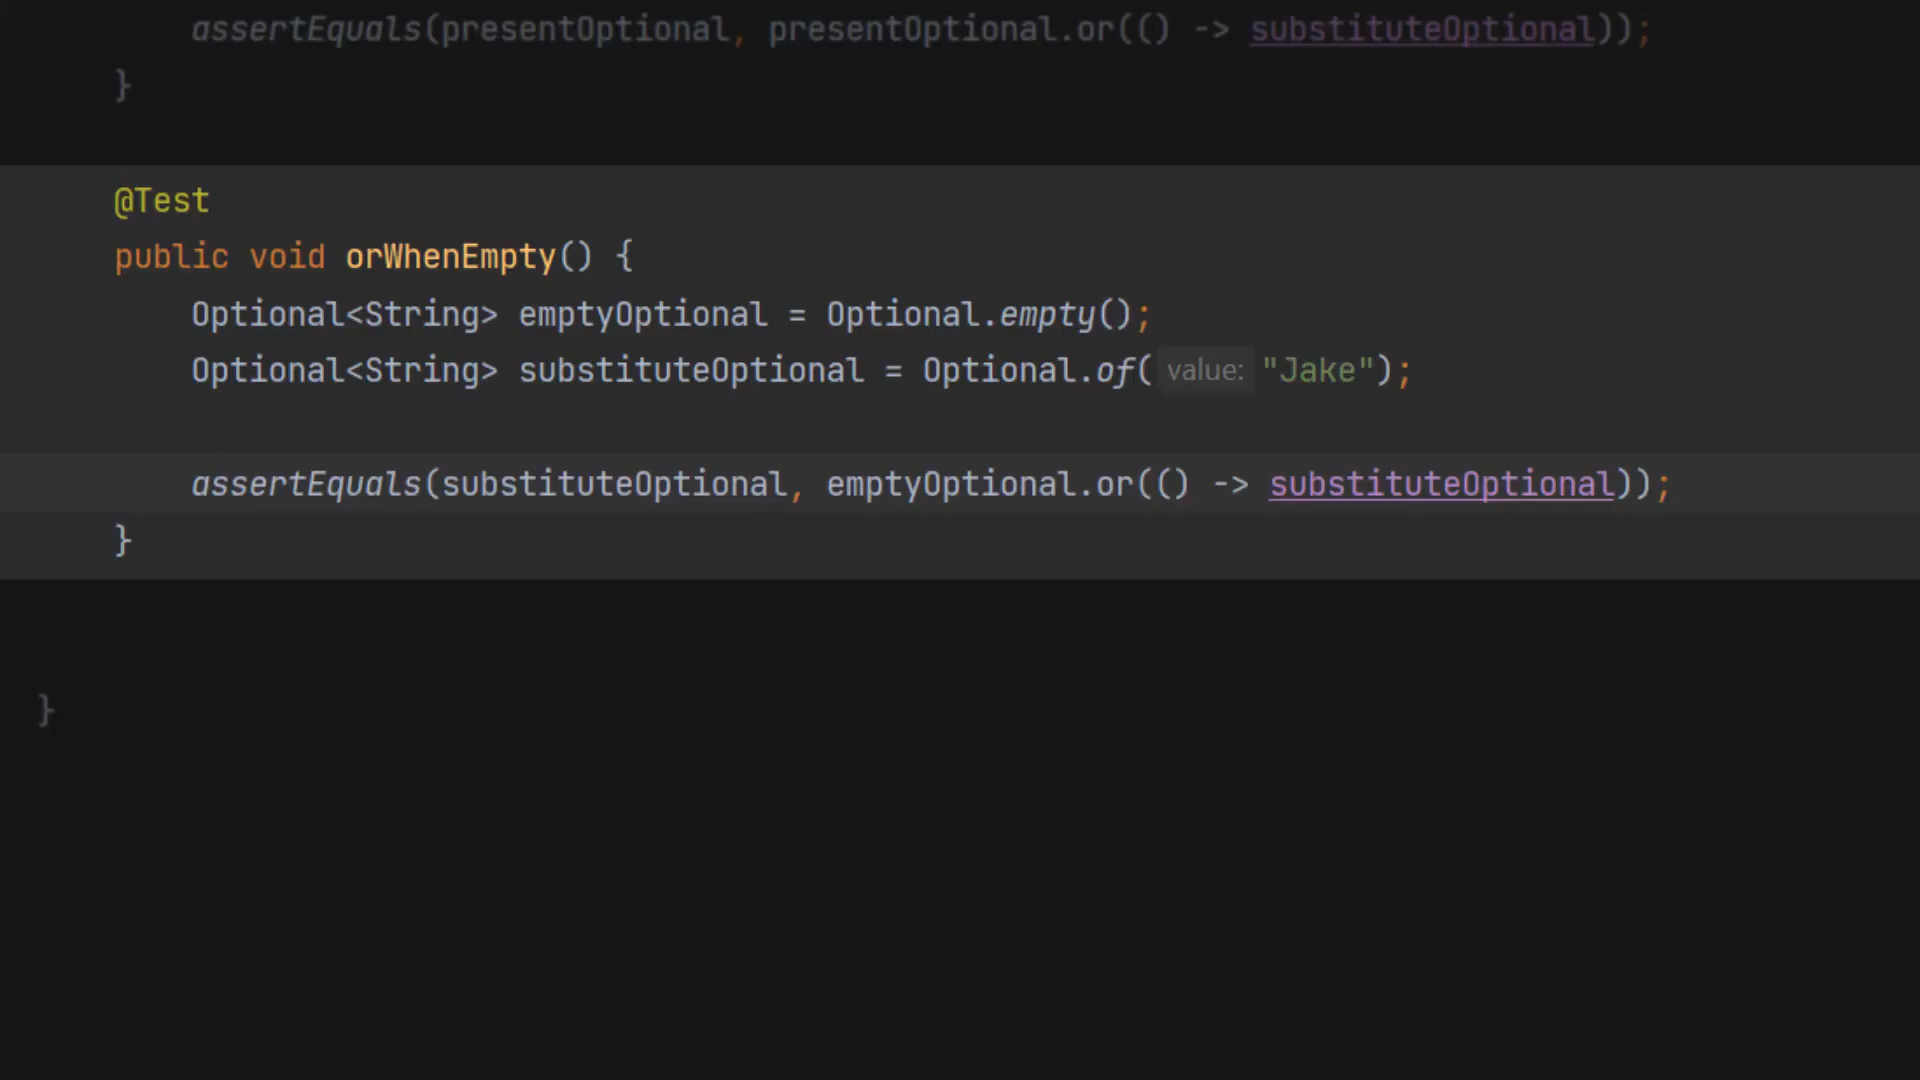 assertEquals(presentOptional, presentOptional.or(() -> substituteOptional));
}
@Test
public void orWhenEmpty() {
Optional<String> emptyOptional = Optional.empty();
Optional<String> substituteOptional = Optional.of( value: "Jake");
assertEquals(substituteOptional, emptyOptional.or(() -> substituteOptional));
}
}